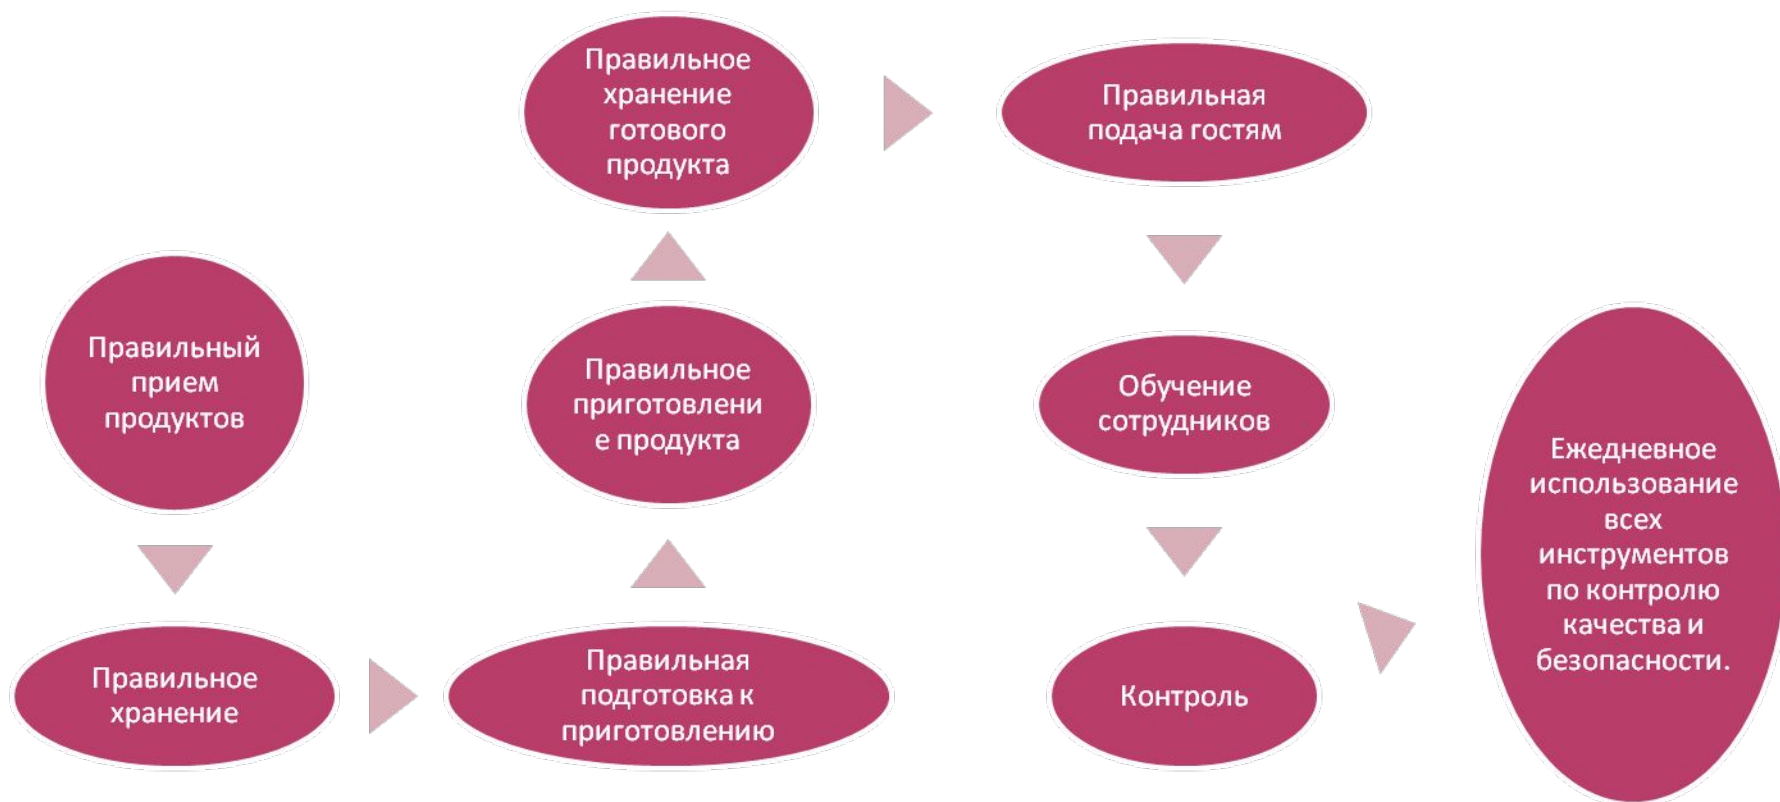 Правильный
прием
продуктов
Правильное
хранение
Правильная
подготовка к
приготовлению
Правильное
приготовлени
е продукта
Правильное
хранение
готового
продукта
Правильная
подача гостям
Обучение
сотрудников
Контроль
Ежедневное
использование
всех
инструментов
по контролю
качества и
безопасности.